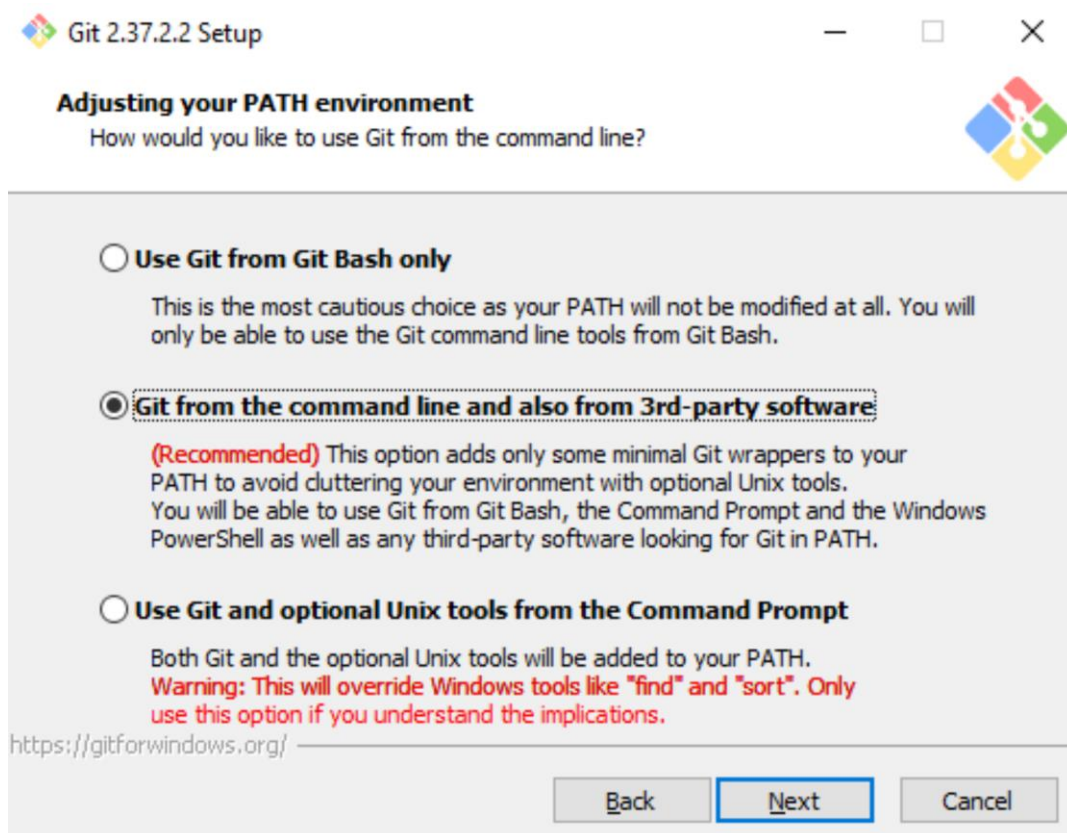 Git 2.37.2.2 Setup
Adjusting your PATH environment
How would you like to use Git from the command line?
Use Git from Git Bash only
This is the most cautious choice as your PATH will not be modified at all. You will
only be able to use the Git command line tools from Git Bash.
Git from the command line and also from 3rd-party software
(Recommended) This option adds only some minimal Git wrappers to your
PATH to avoid cluttering your environment with optional Unix tools.
You will be able to use Git from Git Bash, the Command Prompt and the Windows
PowerShell as well as any third-party software looking for Git in PATH.
Use Git and optional Unix tools from the Command Prompt
Both Git and the optional Unix tools will be added to your PATH.
Warning: This will override Windows tools like "find" and "sort". Only
use this option if you understand the implications.
https://gitforwindows.org/
Back
Next
Cancel